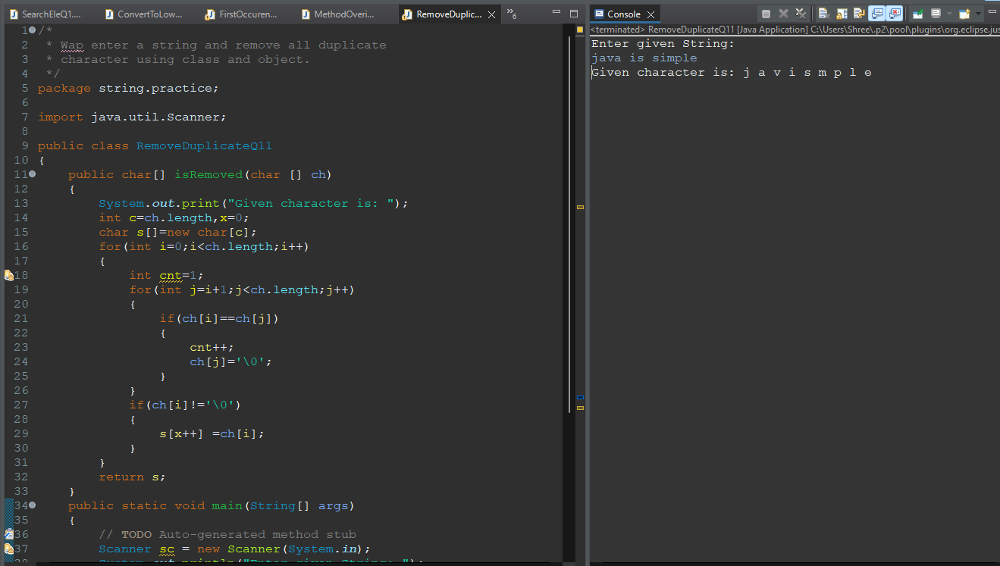 SearchEleQ1....
ConvertToLow...
FirstOccuren...
MethodOveri...
RemoveDuplic...
6
Console
<terminated> RemoveDuplicateQ11 [Java Application] C:\Users\Shree\.p2\pool\plugins\org.eclipse.jus
1 /*
2 * Wap enter a string and remove all duplicate
3 * character using class and object.
4 */
5 package string.practice;
6
7 import java.util.Scanner;
8
9 public class RemoveDuplicateQ11
10 {
11 public char[] isRemoved(char [] ch)
12 {
13 System.out.print("Given character is: ");
14 int c=ch.length,x=0;
15 char s[]=new char[c];
16 for(int i=0;i<ch.length;i++)
17 {
18 int cnt=1;
19 for(int j=i+1;j<ch.length;j++)
20 {
21 if(ch[i]==ch[j])
22 {
23 cnt++;
24 ch[j]='\0';
25 }
26 }
27 if(ch[i]!='\0')
28 {
29 s[x++] =ch[i];
30 }
31 }
32 return s;
33 }
34 public static void main(String[] args)
35 {
36 // TODO Auto-generated method stub
37 Scanner sc = new Scanner(System.in);
38 System.out.println("Enter given String: ");
Enter given String:
java is simple
Given character is: j a v i s m p l e